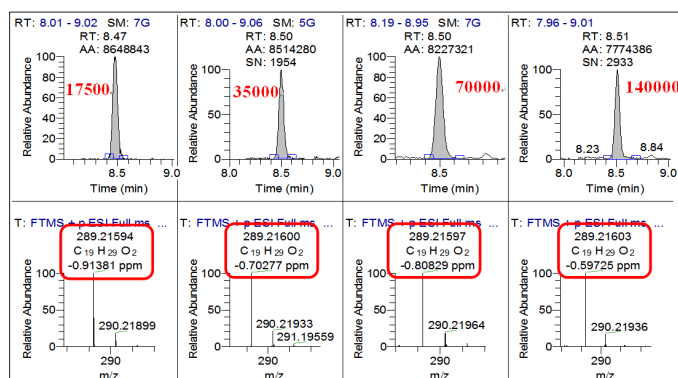 RT: 8.01 - 9.02 SM: 7G
RT: 8.47
AA: 8648843
100
80
60
40
20
0
17500
Relative Abundance
8.5
9.0
Time (min)
RT: 8.00 - 9.06 SM: 5G
RT: 8.50
AA: 8514280
SN: 1954
100
50
0
35000
Relative Abundance
8.0
8.5
9.0
Time (min)
RT: 8.19 - 8.95 SM: 7G
RT: 8.50
AA: 8227321
100
80
60
40
20
0
70000
Relative Abundance
8.5
Time (min)
RT: 7.96 - 9.01
RT: 8.51
AA: 7774386
SN: 2933
100
50
0
140000
Relative Abundance
8.23
8.84
8.0
8.5
9.0
Time (min)
T: FTMS + p ESI Full ms ...
289.21594
C 19 H 29 O 2
-0.91381 ppm
100
50
0
Relative Abundance
290.21899
290
m/z
T: FTMS + p ESI Full ms ...
289.21600
C 19 H 29 O 2
-0.70277 ppm
100
50
0
Relative Abundance
290.21933
291.19559
290
m/z
T: FTMS + p ESI Full ms ...
289.21597
C 19 H 29 O 2
-0.80829 ppm
100
50
0
Relative Abundance
290.21964
290
m/z
T: FTMS + p ESI Full ms ...
289.21603
C 19 H 29 O 2
-0.59725 ppm
100
50
0
Relative Abundance
290.21936
290
m/z